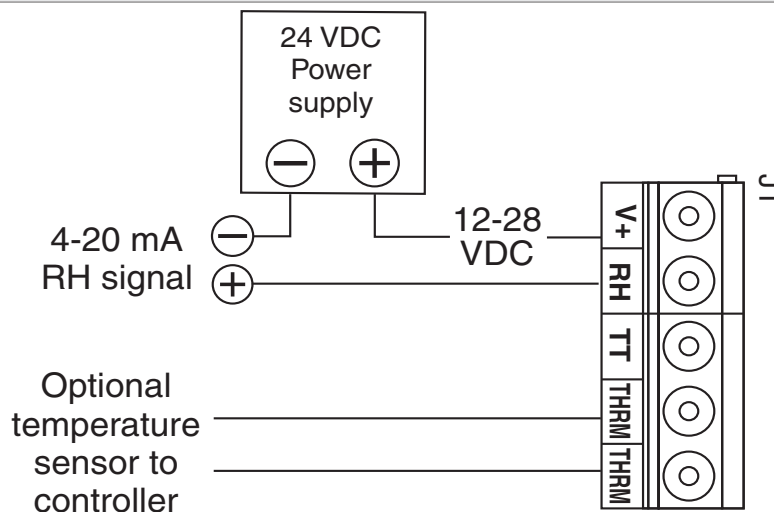 24 VDC
Power
supply
4-20 mA
RH signal
12-28
VDC
V+
RH
TT
THRM
THRM
Optional
temperature
sensor to
controller